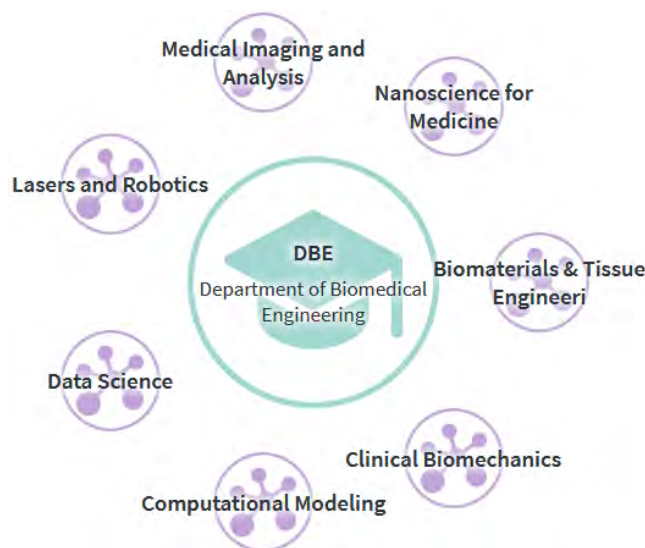 Medical Imaging and
Analysis
Nanoscience for
Medicine
Lasers and Robotics
DBE
Department of Biomedical
Engineering
Biomaterials & Tissue
Engineeri
Data Science
Clinical Biomechanics
Computational Modeling